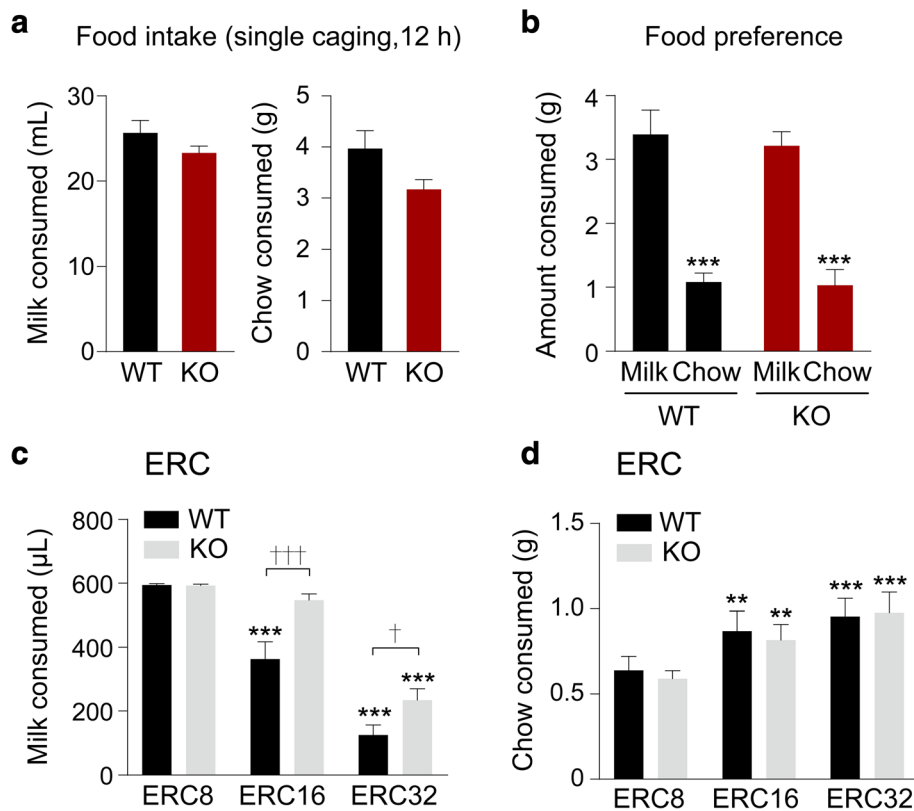 a
Food intake (single caging,12 h)
Milk consumed (mL)
30
20
10
0
WT KO
Chow consumed (g)
5
4
3
2
1
0
WT KO
b
Food preference
Amount consumed (g)
4
3
2
1
0
***
***
Milk Chow Milk Chow
WT KO
c
ERC
Milk consumed (µL)
800
600
400
200
0
WT
KO
†††
***
†
***
***
ERC8 ERC16 ERC32
d
ERC
Chow consumed (g)
1.5
1.0
0.5
0
WT
KO
**
**
***
***
ERC8 ERC16 ERC32